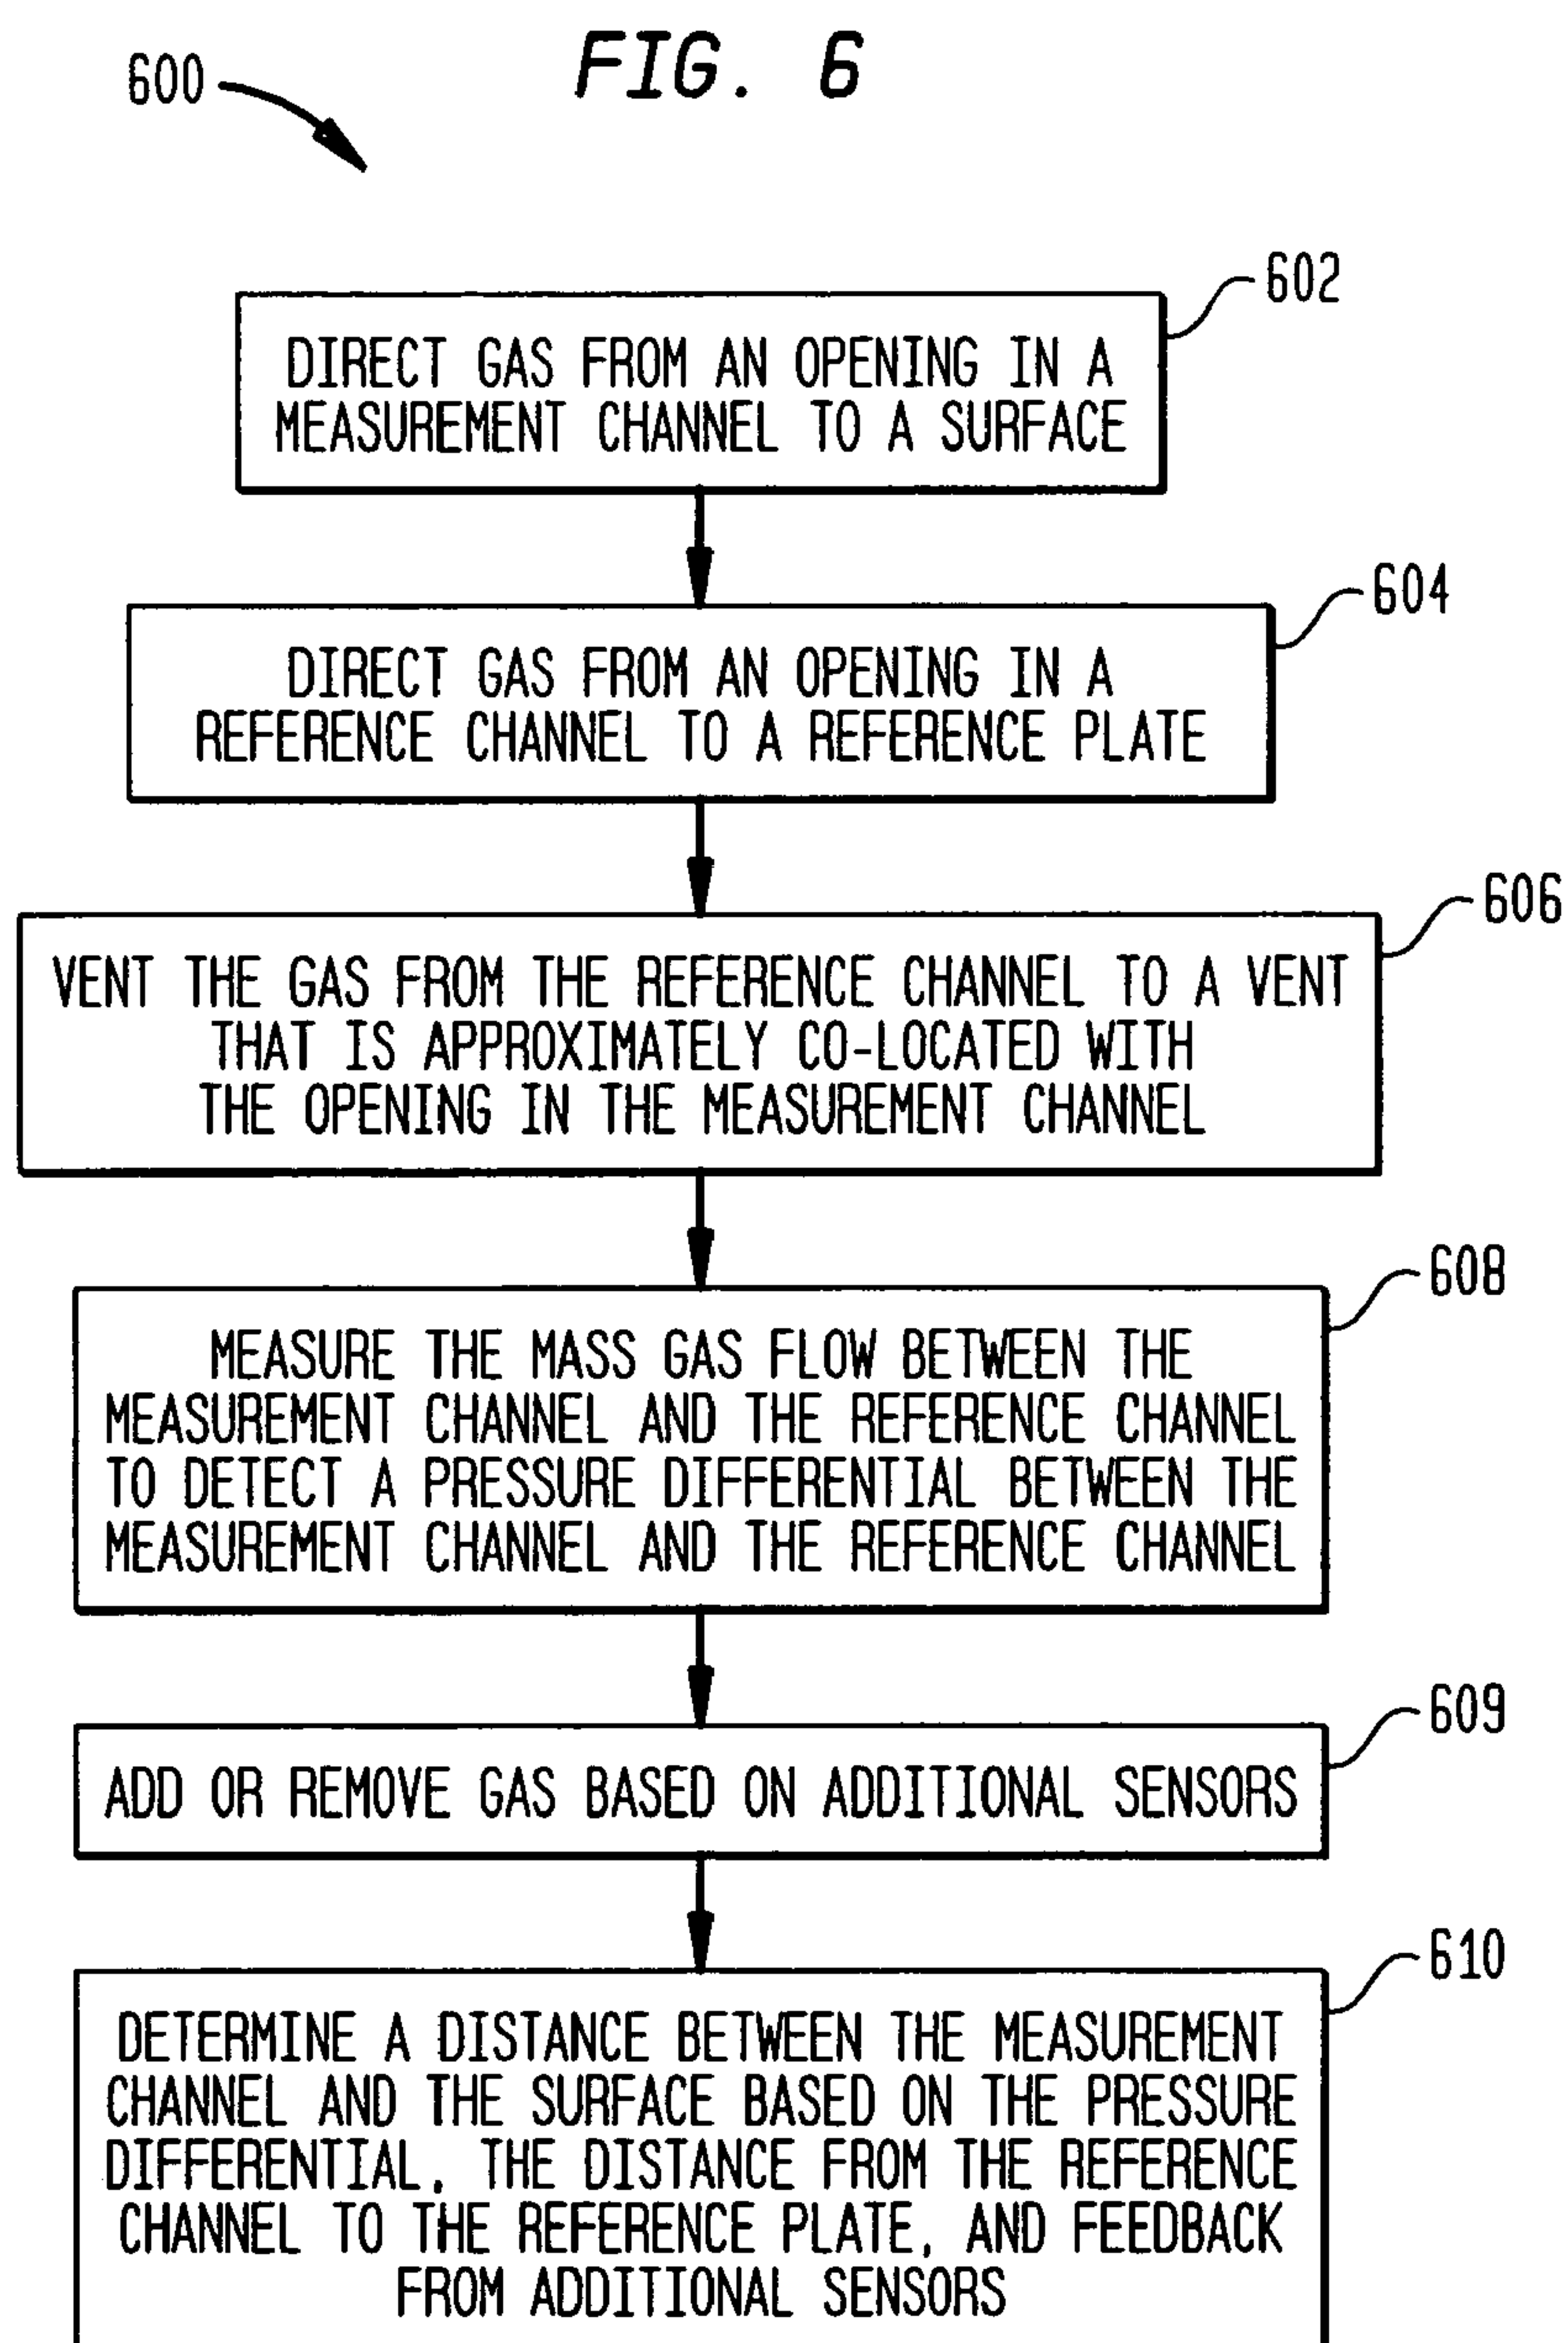 FIG. 6
600
602
DIRECT GAS FROM AN OPENING IN A
MEASUREMENT CHANNEL TO A SURFACE
604
DIRECT GAS FROM AN OPENING IN A
REFERENCE CHANNEL TO A REFERENCE PLATE
606
VENT THE GAS FROM THE REFERENCE CHANNEL TO A VENT
THAT IS APPROXIMATELY CO-LOCATED WITH
THE OPENING IN THE MEASUREMENT CHANNEL
608
MEASURE THE MASS GAS FLOW BETWEEN THE
MEASUREMENT CHANNEL AND THE REFERENCE CHANNEL
TO DETECT A PRESSURE DIFFERENTIAL BETWEEN THE
MEASUREMENT CHANNEL AND THE REFERENCE CHANNEL
609
ADD OR REMOVE GAS BASED ON ADDITIONAL SENSORS
610
DETERMINE A DISTANCE BETWEEN THE MEASUREMENT
CHANNEL AND THE SURFACE BASED ON THE PRESSURE
DIFFERENTIAL, THE DISTANCE FROM THE REFERENCE
CHANNEL TO THE REFERENCE PLATE, AND FEEDBACK
FROM ADDITIONAL SENSORS